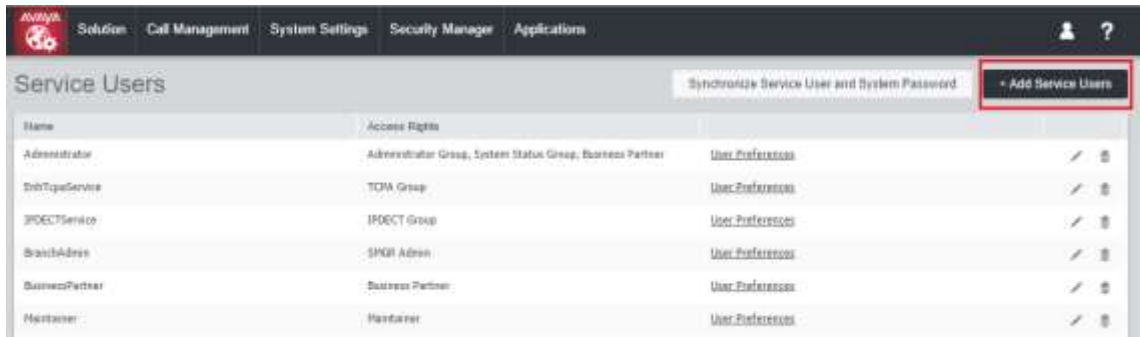 AVAYA
Solution Call Management System Settings Security Manager Applications ?
Service Users Synchronize Service User and System Password + Add Service Users
Name Access Rights
Administrator Administrator Group, System Status Group, Business Partner User Preferences
EnhTcpaService TCPA Group User Preferences
IPDECTService IPDECT Group User Preferences
BranchAdmin SMGR Admin User Preferences
BusinessPartner Business Partner User Preferences
Maintainer Maintainer User Preferences